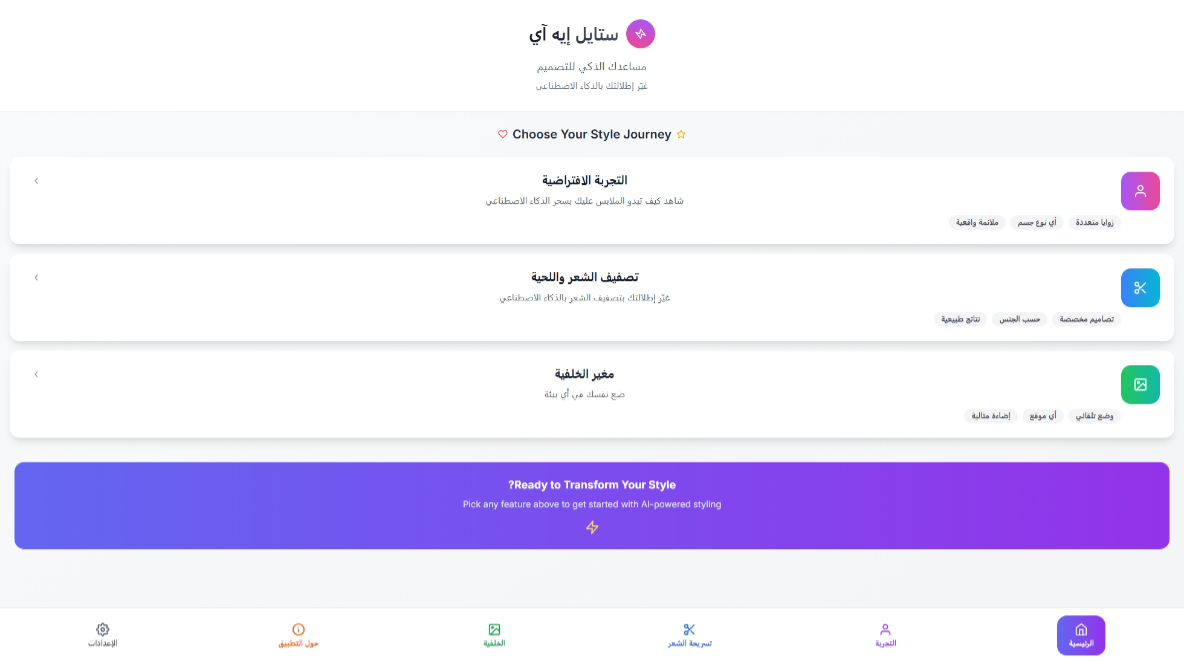 ستايل إيه آي
مساعدك الذكي للتصميم
غيّر إطلالتك بالذكاء الاصطناعي
Choose Your Style Journey
التجربة الافتراضية
شاهد كيف تبدو الملابس عليك بسحر الذكاء الاصطناعي
زوايا متعددة أي نوع جسم ملائمة واقعية
تصفيف الشعر واللحية
غيّر إطلالتك بتصفيف الشعر بالذكاء الاصطناعي
تصاميم مخصصة حسب الجنس نتائج طبيعية
مغير الخلفية
ضع نفسك في أي بيئة
وضع تلقائي أي موقع إضاءة مثالية
?Ready to Transform Your Style
Pick any feature above to get started with AI-powered styling
الرئيسية التجربة تسريحة الشعر الخلفية حول التطبيق الإعدادات